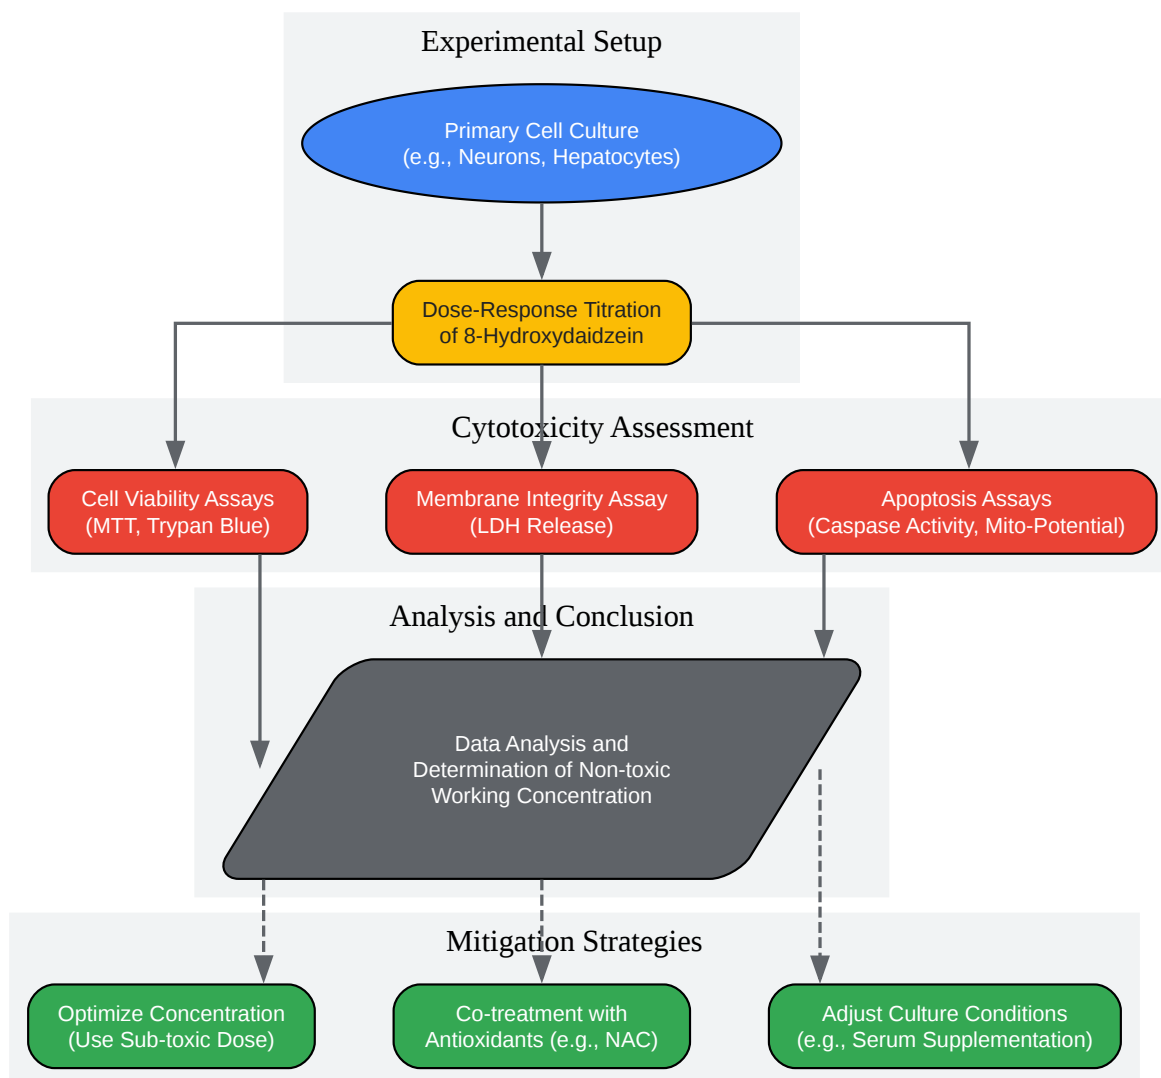 Experimental Setup
Primary Cell Culture
(e.g., Neurons, Hepatocytes)
Dose-Response Titration
of 8-Hydroxydaidzein
Cytotoxicity Assessment
Cell Viability Assays
(MTT, Trypan Blue)
Membrane Integrity Assay
(LDH Release)
Apoptosis Assays
(Caspase Activity, Mito-Potential)
Analysis and Conclusion
Data Analysis and
Determination of Non-toxic
Working Concentration
Mitigation Strategies
Optimize Concentration
(Use Sub-toxic Dose)
Co-treatment with
Antioxidants (e.g., NAC)
Adjust Culture Conditions
(e.g., Serum Supplementation)